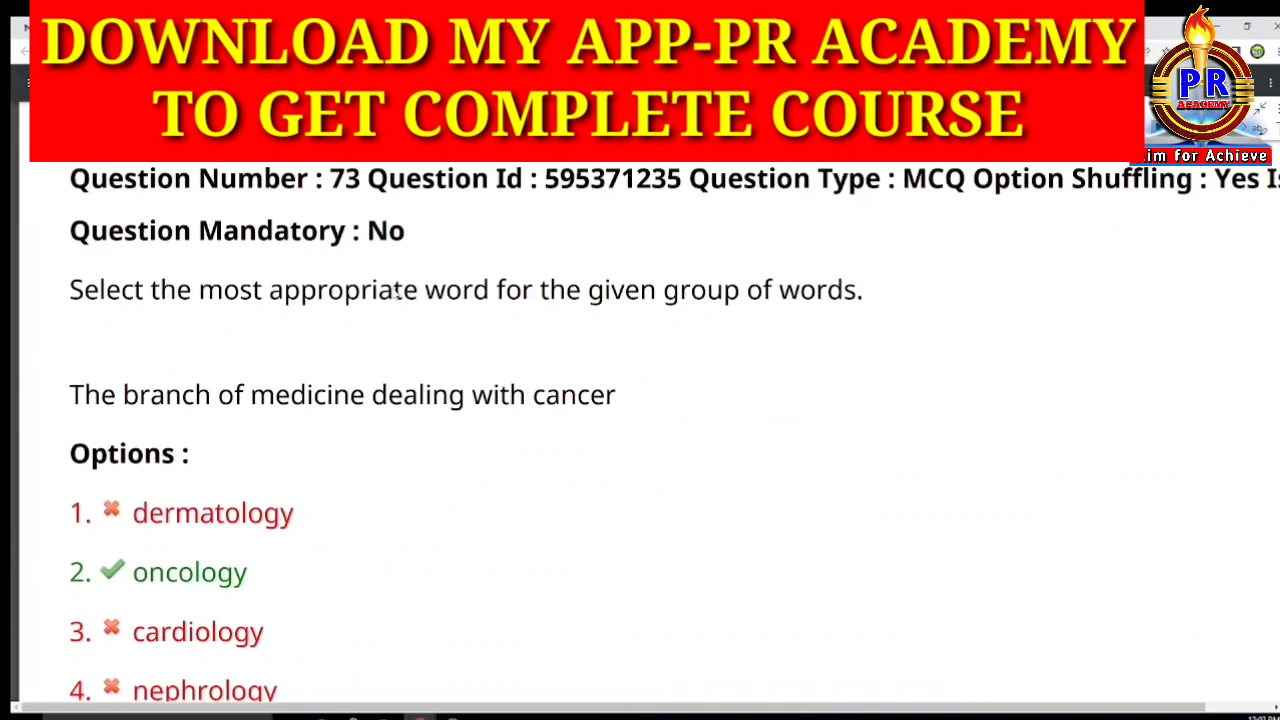 DOWNLOAD MY APP-PR ACADEMY
TO GET COMPLETE COURSE
PR
ACADEMY
im for Achieve
Question Number : 73 Question Id : 595371235 Question Type : MCQ Option Shuffling : Yes Is
Question Mandatory : No
Select the most appropriate word for the given group of words.
The branch of medicine dealing with cancer
Options :
1. dermatology
2. oncology
3. cardiology
4. nephrology